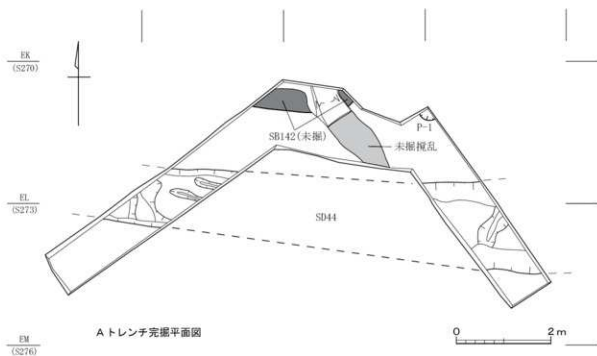 EK
(S270)
P-1
SB142(未掘)
未掘撹乱
EL
(S273)
SD44
Aトレンチ完掘平面図
0 2m
EM
(S276)